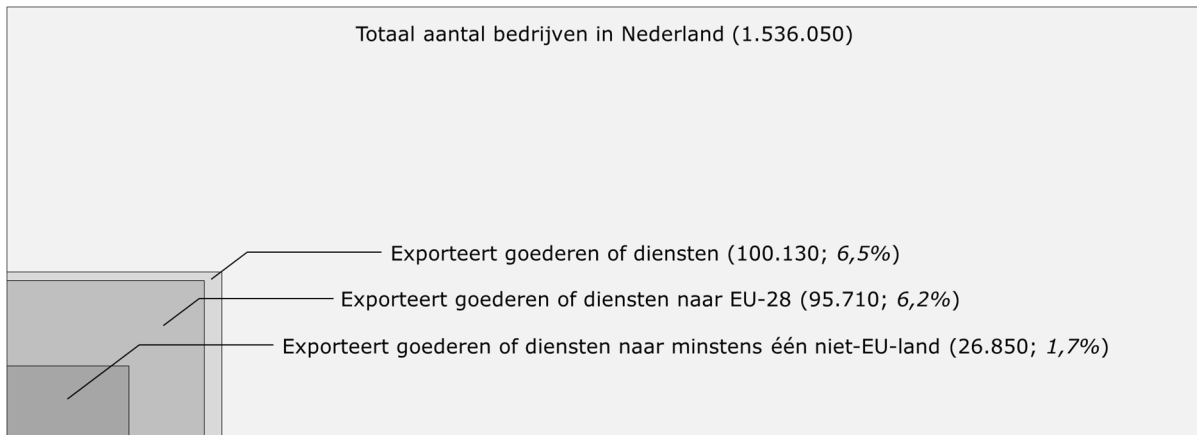 Totaal aantal bedrijven in Nederland (1.536.050)
Exporteert goederen of diensten (100.130; 6,5%)
Exporteert goederen of diensten naar EU-28 (95.710; 6,2%)
Exporteert goederen of diensten naar minstens één niet-EU-land (26.850; 1,7%)